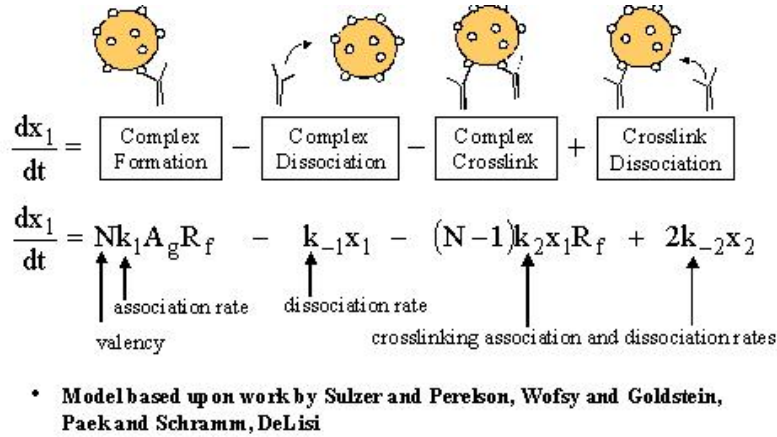 dx₁/dt = Complex Formation − Complex Dissociation − Complex Crosslink + Crosslink Dissociation
dx₁/dt = Nk₁A_gR_f − k₋₁x₁ − (N−1)k₂x₁R_f + 2k₋₂x₂
association rate dissociation rate
valency crosslinking association and dissociation rates
• Model based upon work by Sulzer and Perelson, Wofsy and Goldstein,
Paek and Schramm, DeLisi